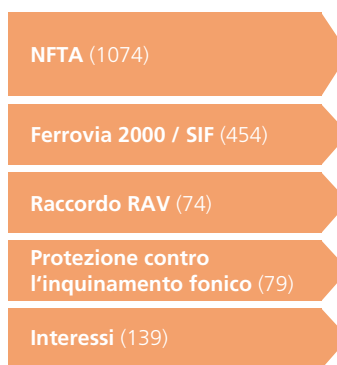 NFTA (1074)
Ferrovia 2000 / SIF (454)
Raccordo RAV (74)
Protezione contro
l'inquinamento fonico (79)
Interessi (139)